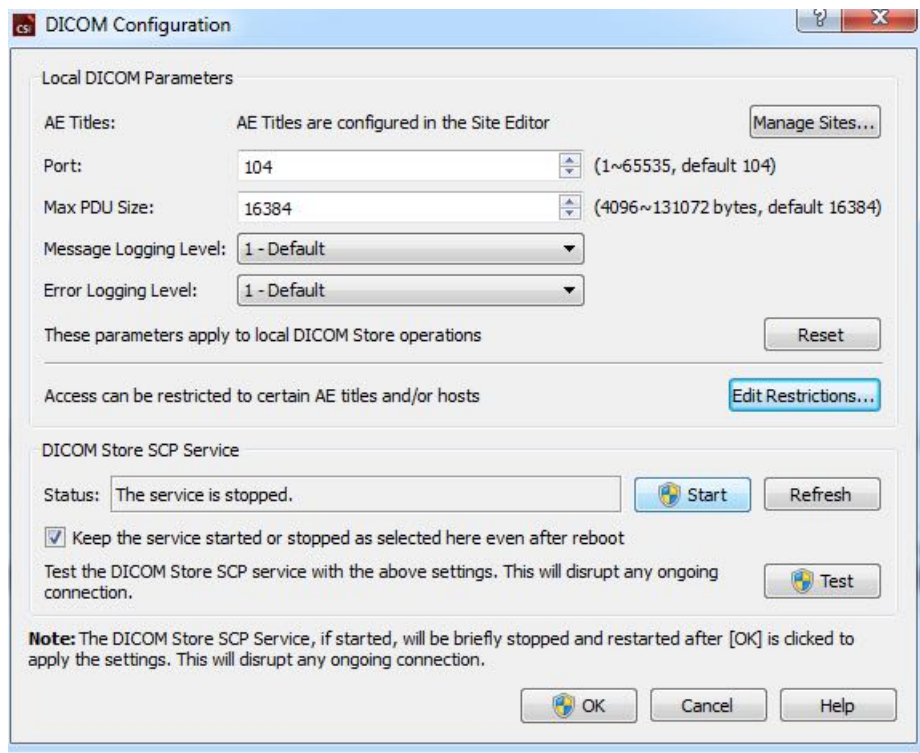 CSI DICOM Configuration
Local DICOM Parameters
AE Titles: AE Titles are configured in the Site Editor Manage Sites...
Port: 104 (1~65535, default 104)
Max PDU Size: 16384 (4096~131072 bytes, default 16384)
Message Logging Level: 1 - Default
Error Logging Level: 1 - Default
These parameters apply to local DICOM Store operations Reset
Access can be restricted to certain AE titles and/or hosts Edit Restrictions...
DICOM Store SCP Service
Status: The service is stopped. Start Refresh
Keep the service started or stopped as selected here even after reboot
Test the DICOM Store SCP service with the above settings. This will disrupt any ongoing
connection. Test
Note: The DICOM Store SCP Service, if started, will be briefly stopped and restarted after [OK] is clicked to
apply the settings. This will disrupt any ongoing connection.
OK Cancel Help